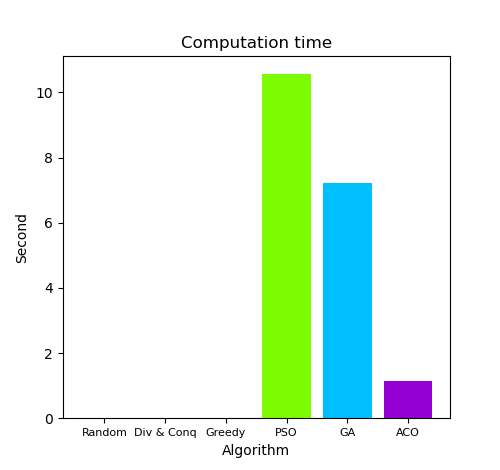 Computation time
Second
10
8
6
4
2
0
Random Div & Conq Greedy PSO GA ACO
Algorithm